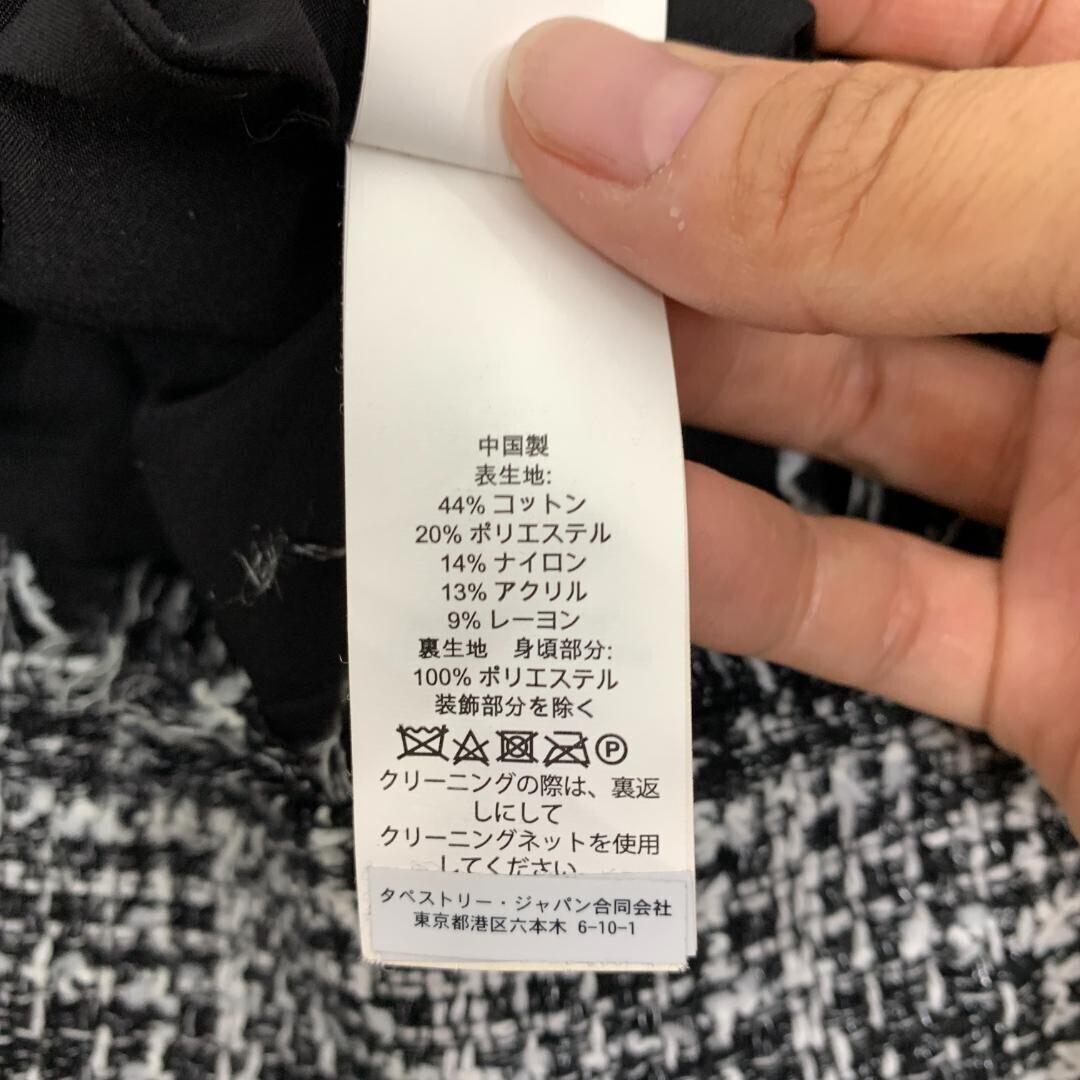 中国製
表生地:
44% コットン
20% ポリエステル
14% ナイロン
13% アクリル
9% レーヨン
裏生地　身頃部分:
100% ポリエステル
装飾部分を除く
P
クリーニングの際は、裏返
しにして
クリーニングネットを使用
してください。
タペストリー・ジャパン合同会社
東京都港区六本木 6-10-1